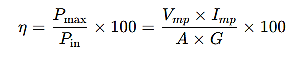 η = P_max / P_in × 100 = (V_mp × I_mp) / (A × G) × 100